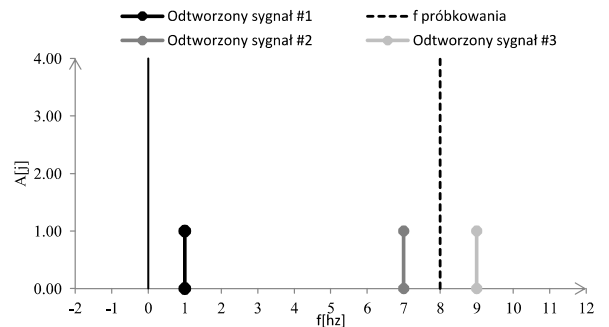 Odtworzony sygnał #1 f próbkowania
Odtworzony sygnał #2 Odtworzony sygnał #3
4.00
3.00
A[j]
2.00
1.00
0.00
-2 -1 0 1 2 3 4 5 6 7 8 9 10 11 12
f[hz]